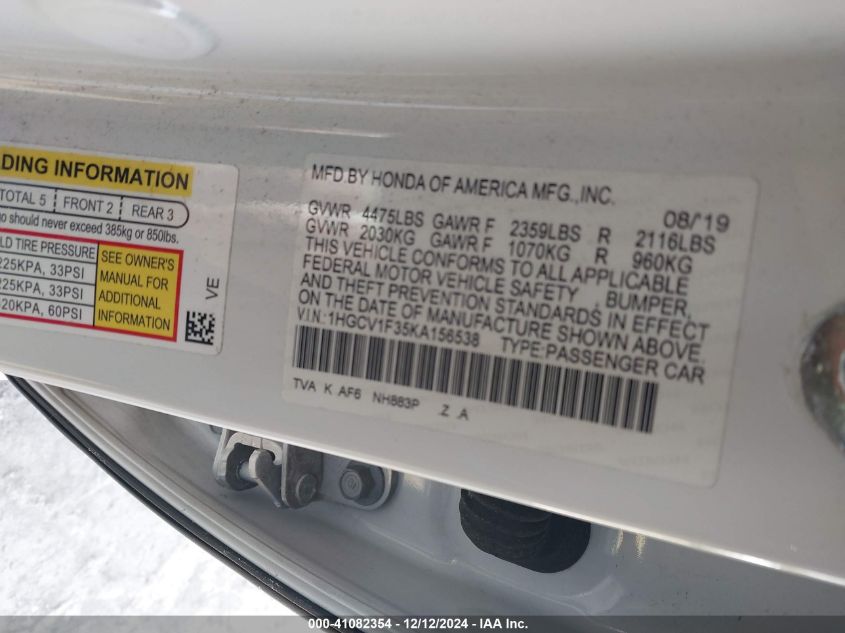 DING INFORMATION
TOTAL 5 FRONT 2 REAR 3
should never exceed 385kg or 850lbs.
LD TIRE PRESSURE
225KPA, 33PSI
225KPA, 33PSI
420KPA, 60PSI
SEE OWNER'S
MANUAL FOR
ADDITIONAL
INFORMATION
VE
MFD BY HONDA OF AMERICA MFG.,INC.
08/'19
GVWR 4475LBS GAWR F 2359LBS R 2116LBS
GVWR 2030KG GAWR F 1070KG R 960KG
THIS VEHICLE CONFORMS TO ALL APPLICABLE
FEDERAL MOTOR VEHICLE SAFETY, BUMPER,
AND THEFT PREVENTION STANDARDS IN EFFECT
ON THE DATE OF MANUFACTURE SHOWN ABOVE.
V.I.N.:1HGCV1F35KA156538 TYPE:PASSENGER CAR
TVA K AF6 NH883P Z A
000-41082354 - 12/12/2024 - IAA Inc.